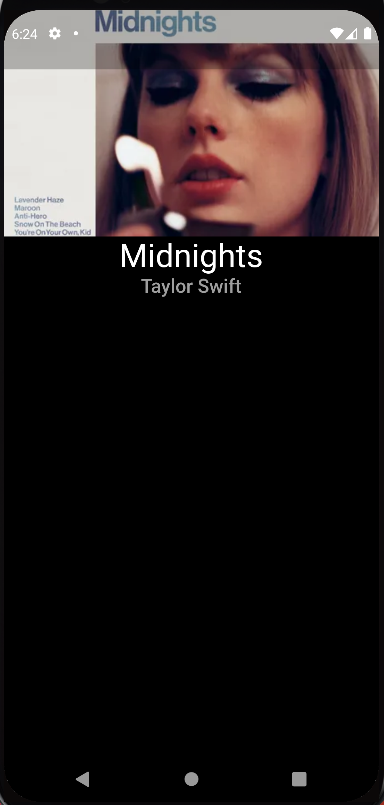 Midnights
6:24
Lavender Haze
Maroon
Anti-Hero
Snow On The Beach
You're On Your Own, Kid
Midnights
Taylor Swift